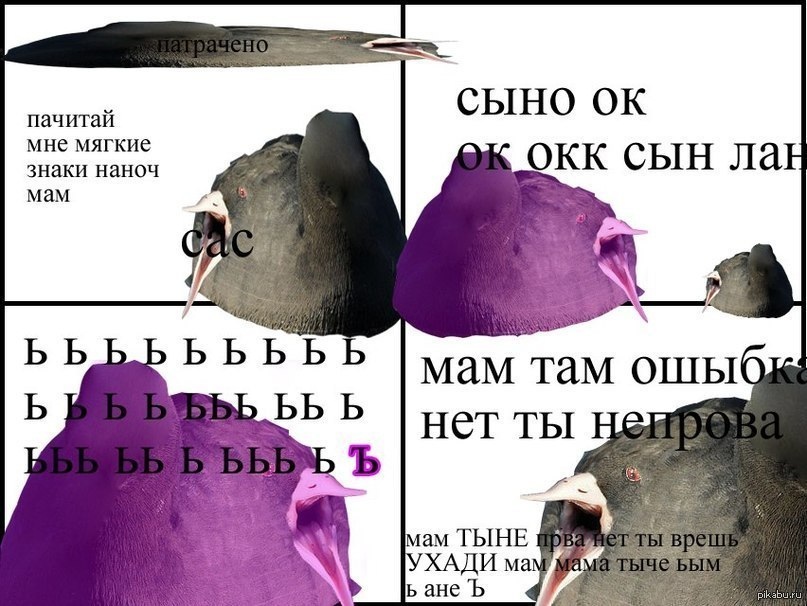 патрачено
пачитай
мне мягкие
знаки наноч
мам
сас
сыно ок
ок окк сын лан
Ь Ь Ь Ь Ь Ь Ь Ь Ь
Ь Ь Ь Ь ЬЬЬ ЬЬ Ь
ЬЬЬ ЬЬ Ь ЬЬЬ Ь Ъ
мам там ошыбка
нет ты непрова
мам ТЫНЕ прва нет ты врешь
УХАДИ мам мама тыче ьым
ь ане Ъ
pikabu.ru